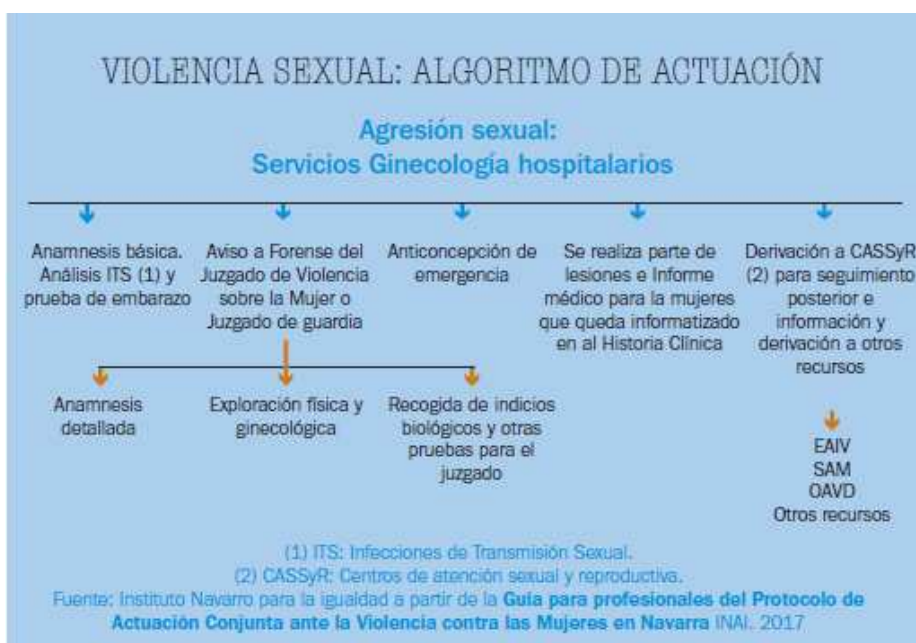 VIOLENCIA SEXUAL: ALGORITMO DE ACTUACIÓN
Agresión sexual:
Servicios Ginecología hospitalarios
Anamnesis básica.
Análisis ITS (1) y
prueba de embarazo
Aviso a Forense del
Juzgado de Violencia
sobre la Mujer o
Juzgado de guardia
Anticoncepción de
emergencia
Se realiza parte de
lesiones e Informe
médico para la mujeres
que queda informatizado
en al Historia Clínica
Derivación a CASSyR
(2) para seguimiento
posterior e
información y
derivación a otros
recursos
Anamnesis
detallada
Exploración física y
ginecológica
Recogida de indicios
biológicos y otras
pruebas para el
juzgado
EAIV
SAM
OAVD
Otros recursos
(1) ITS: Infecciones de Transmisión Sexual.
(2) CASSyR: Centros de atención sexual y reproductiva.
Fuente: Instituto Navarro para la igualdad a partir de la Guía para profesionales del Protocolo de
Actuación Conjunta ante la Violencia contra las Mujeres en Navarra INAI. 2017